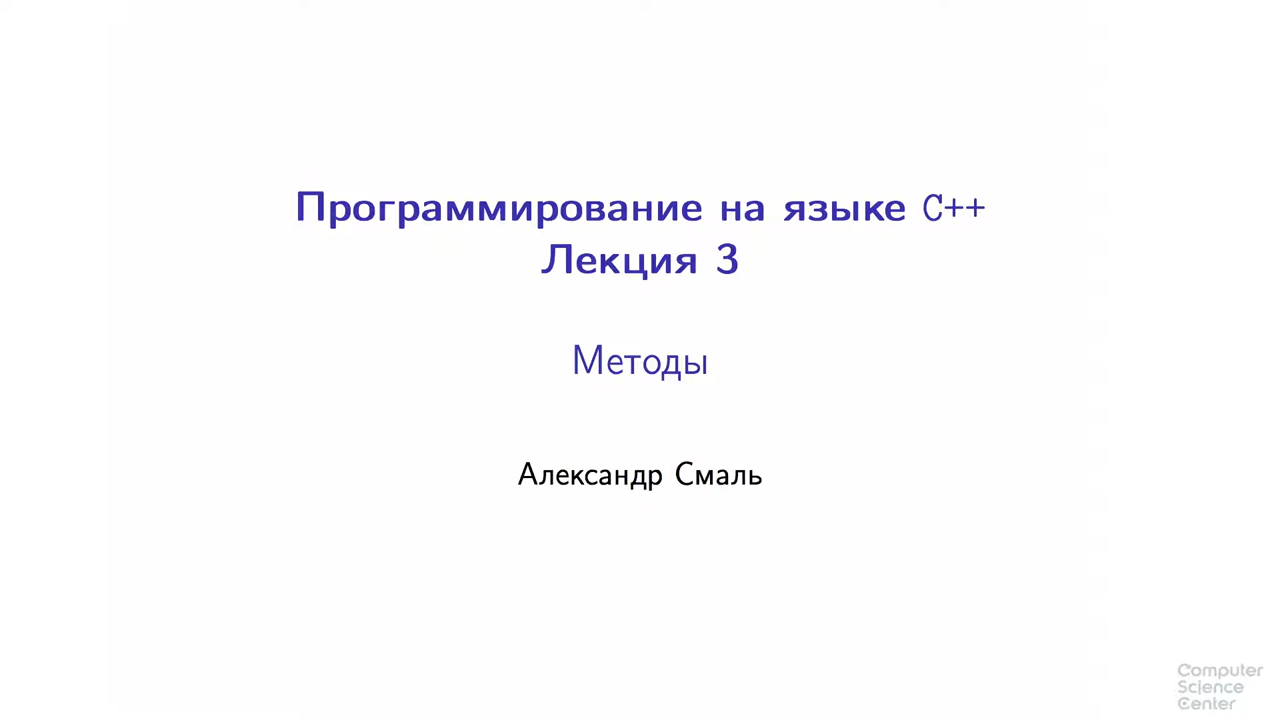 Программирование на языке C++
Лекция 3
Методы
Александр Смаль
Computer
Science
Center